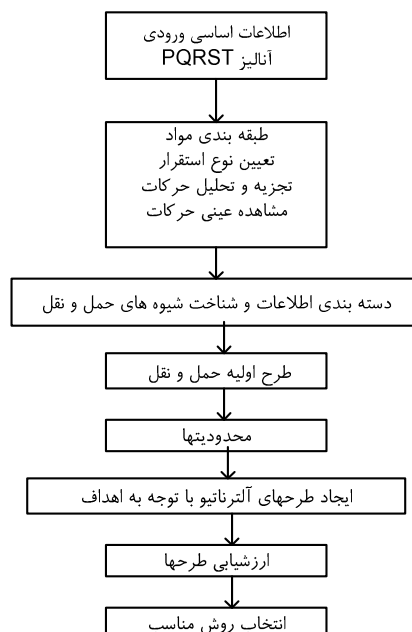 اطلاعات اساسی ورودی
آنالیز PQRST
طبقه بندی مواد
تعیین نوع استقرار
تجزیه و تحلیل حرکات
مشاهده عینی حرکات
دسته بندی اطلاعات و شناخت شیوه های حمل و نقل
طرح اولیه حمل و نقل
محدودیتها
ایجاد طرحهای آلترناتیو با توجه به اهداف
ارزشیابی طرحها
انتخاب روش مناسب